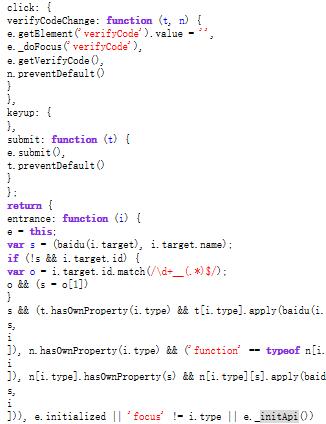 click: {
verifyCodeChange: function (t, n) {
e.getElement('verifyCode').value = '',
e._doFocus('verifyCode'),
e.getVerifyCode(),
n.preventDefault()
}
},
keyup: {
},
submit: function (t) {
e.submit(),
t.preventDefault()
}
};
return {
entrance: function (i) {
e = this;
var s = (baidu(i.target), i.target.name);
if (!s && i.target.id) {
var o = i.target.id.match(/\d+__(.*)$/);
o && (s = o[1])
}
s && (t.hasOwnProperty(i.type) && t[i.type].apply(baidu(i.
s,
i
]), n.hasOwnProperty(i.type) && ('function' == typeof n[i.
i
]), n[i.type].hasOwnProperty(s) && n[i.type][s].apply(baid
s,
i
])), e.initialized || 'focus' != i.type || e._initApi())